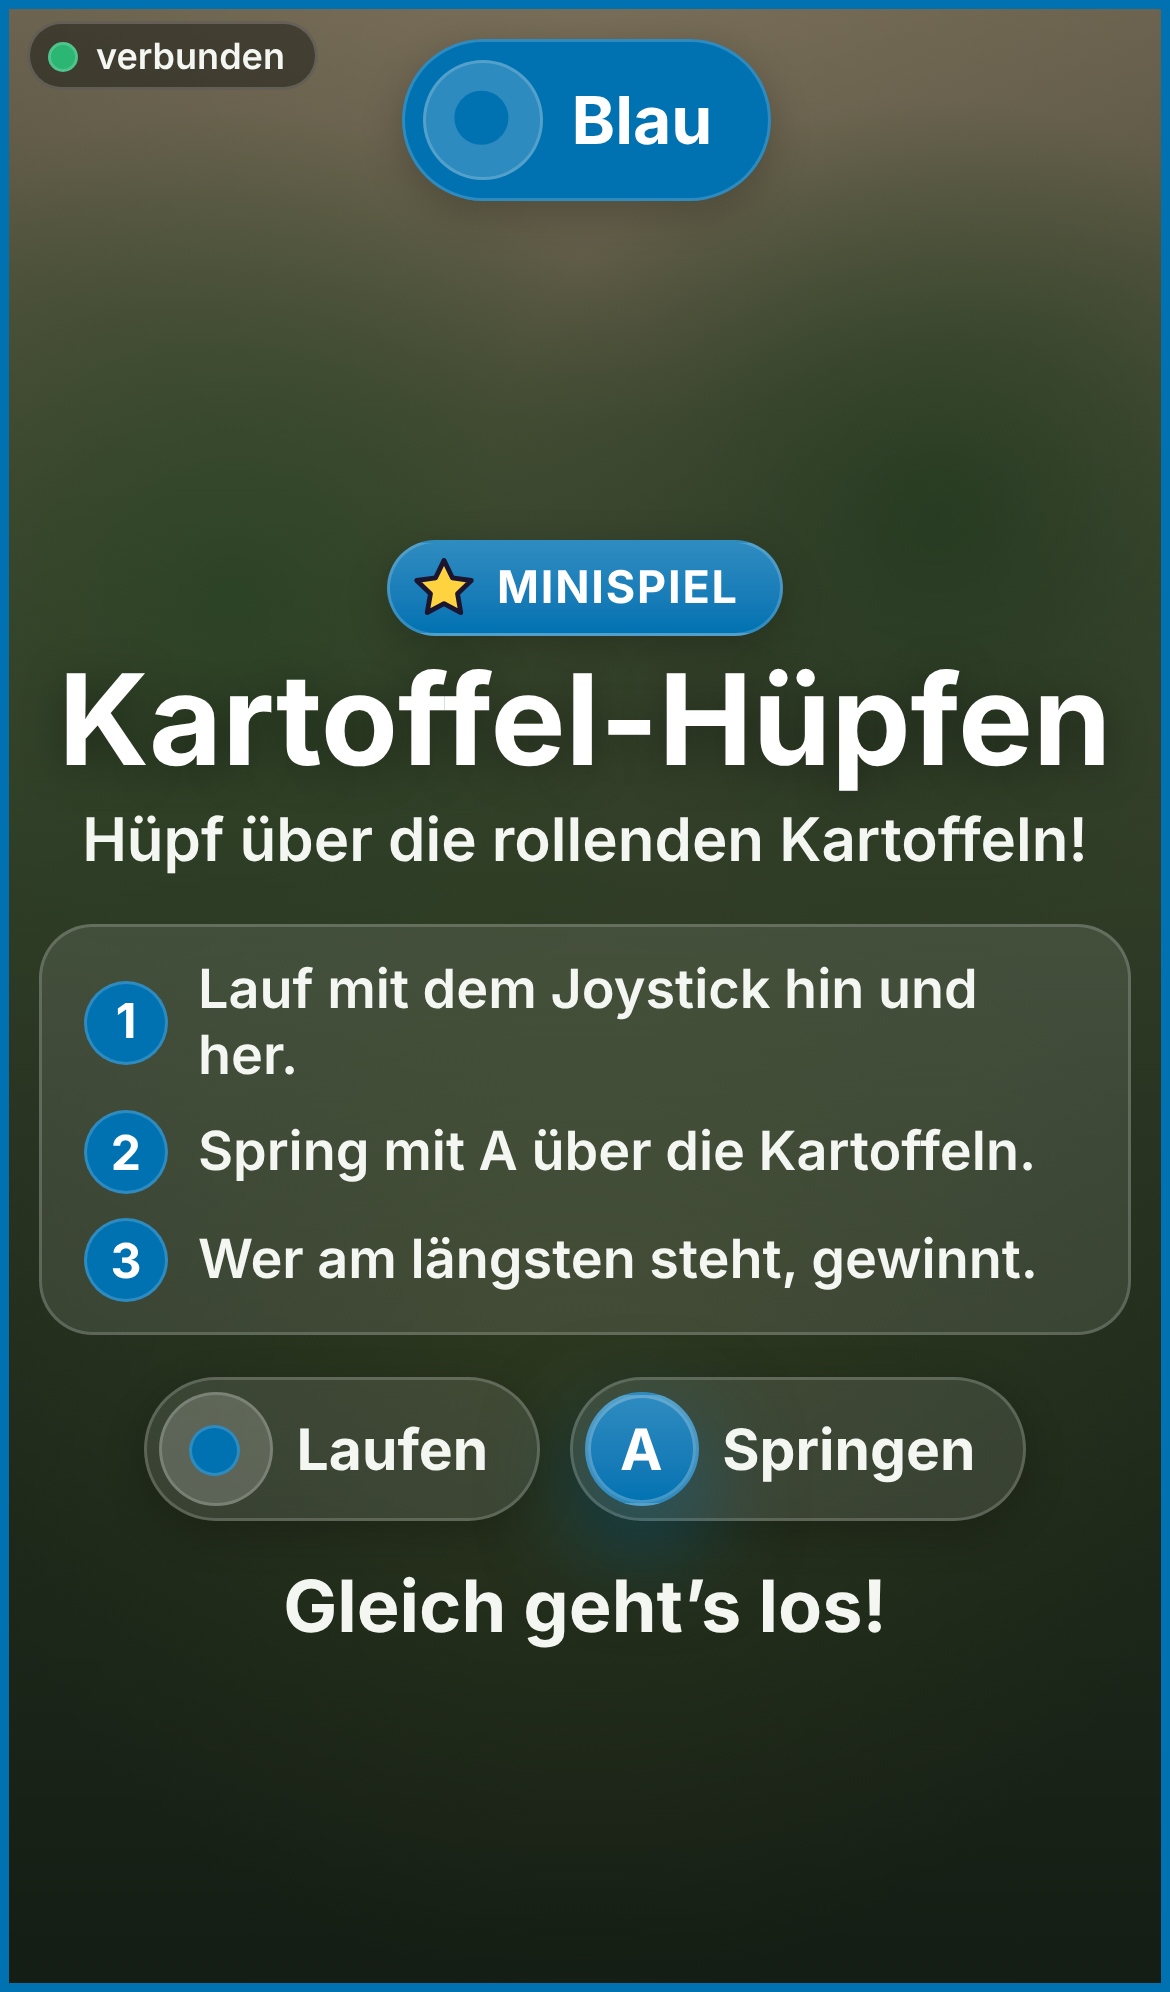 verbunden
Blau
MINISPIEL
Kartoffel-Hüpfen
Hüpf über die rollenden Kartoffeln!
1 Lauf mit dem Joystick hin und
her.
2 Spring mit A über die Kartoffeln.
3 Wer am längsten steht, gewinnt.
Laufen
A Springen
Gleich geht’s los!